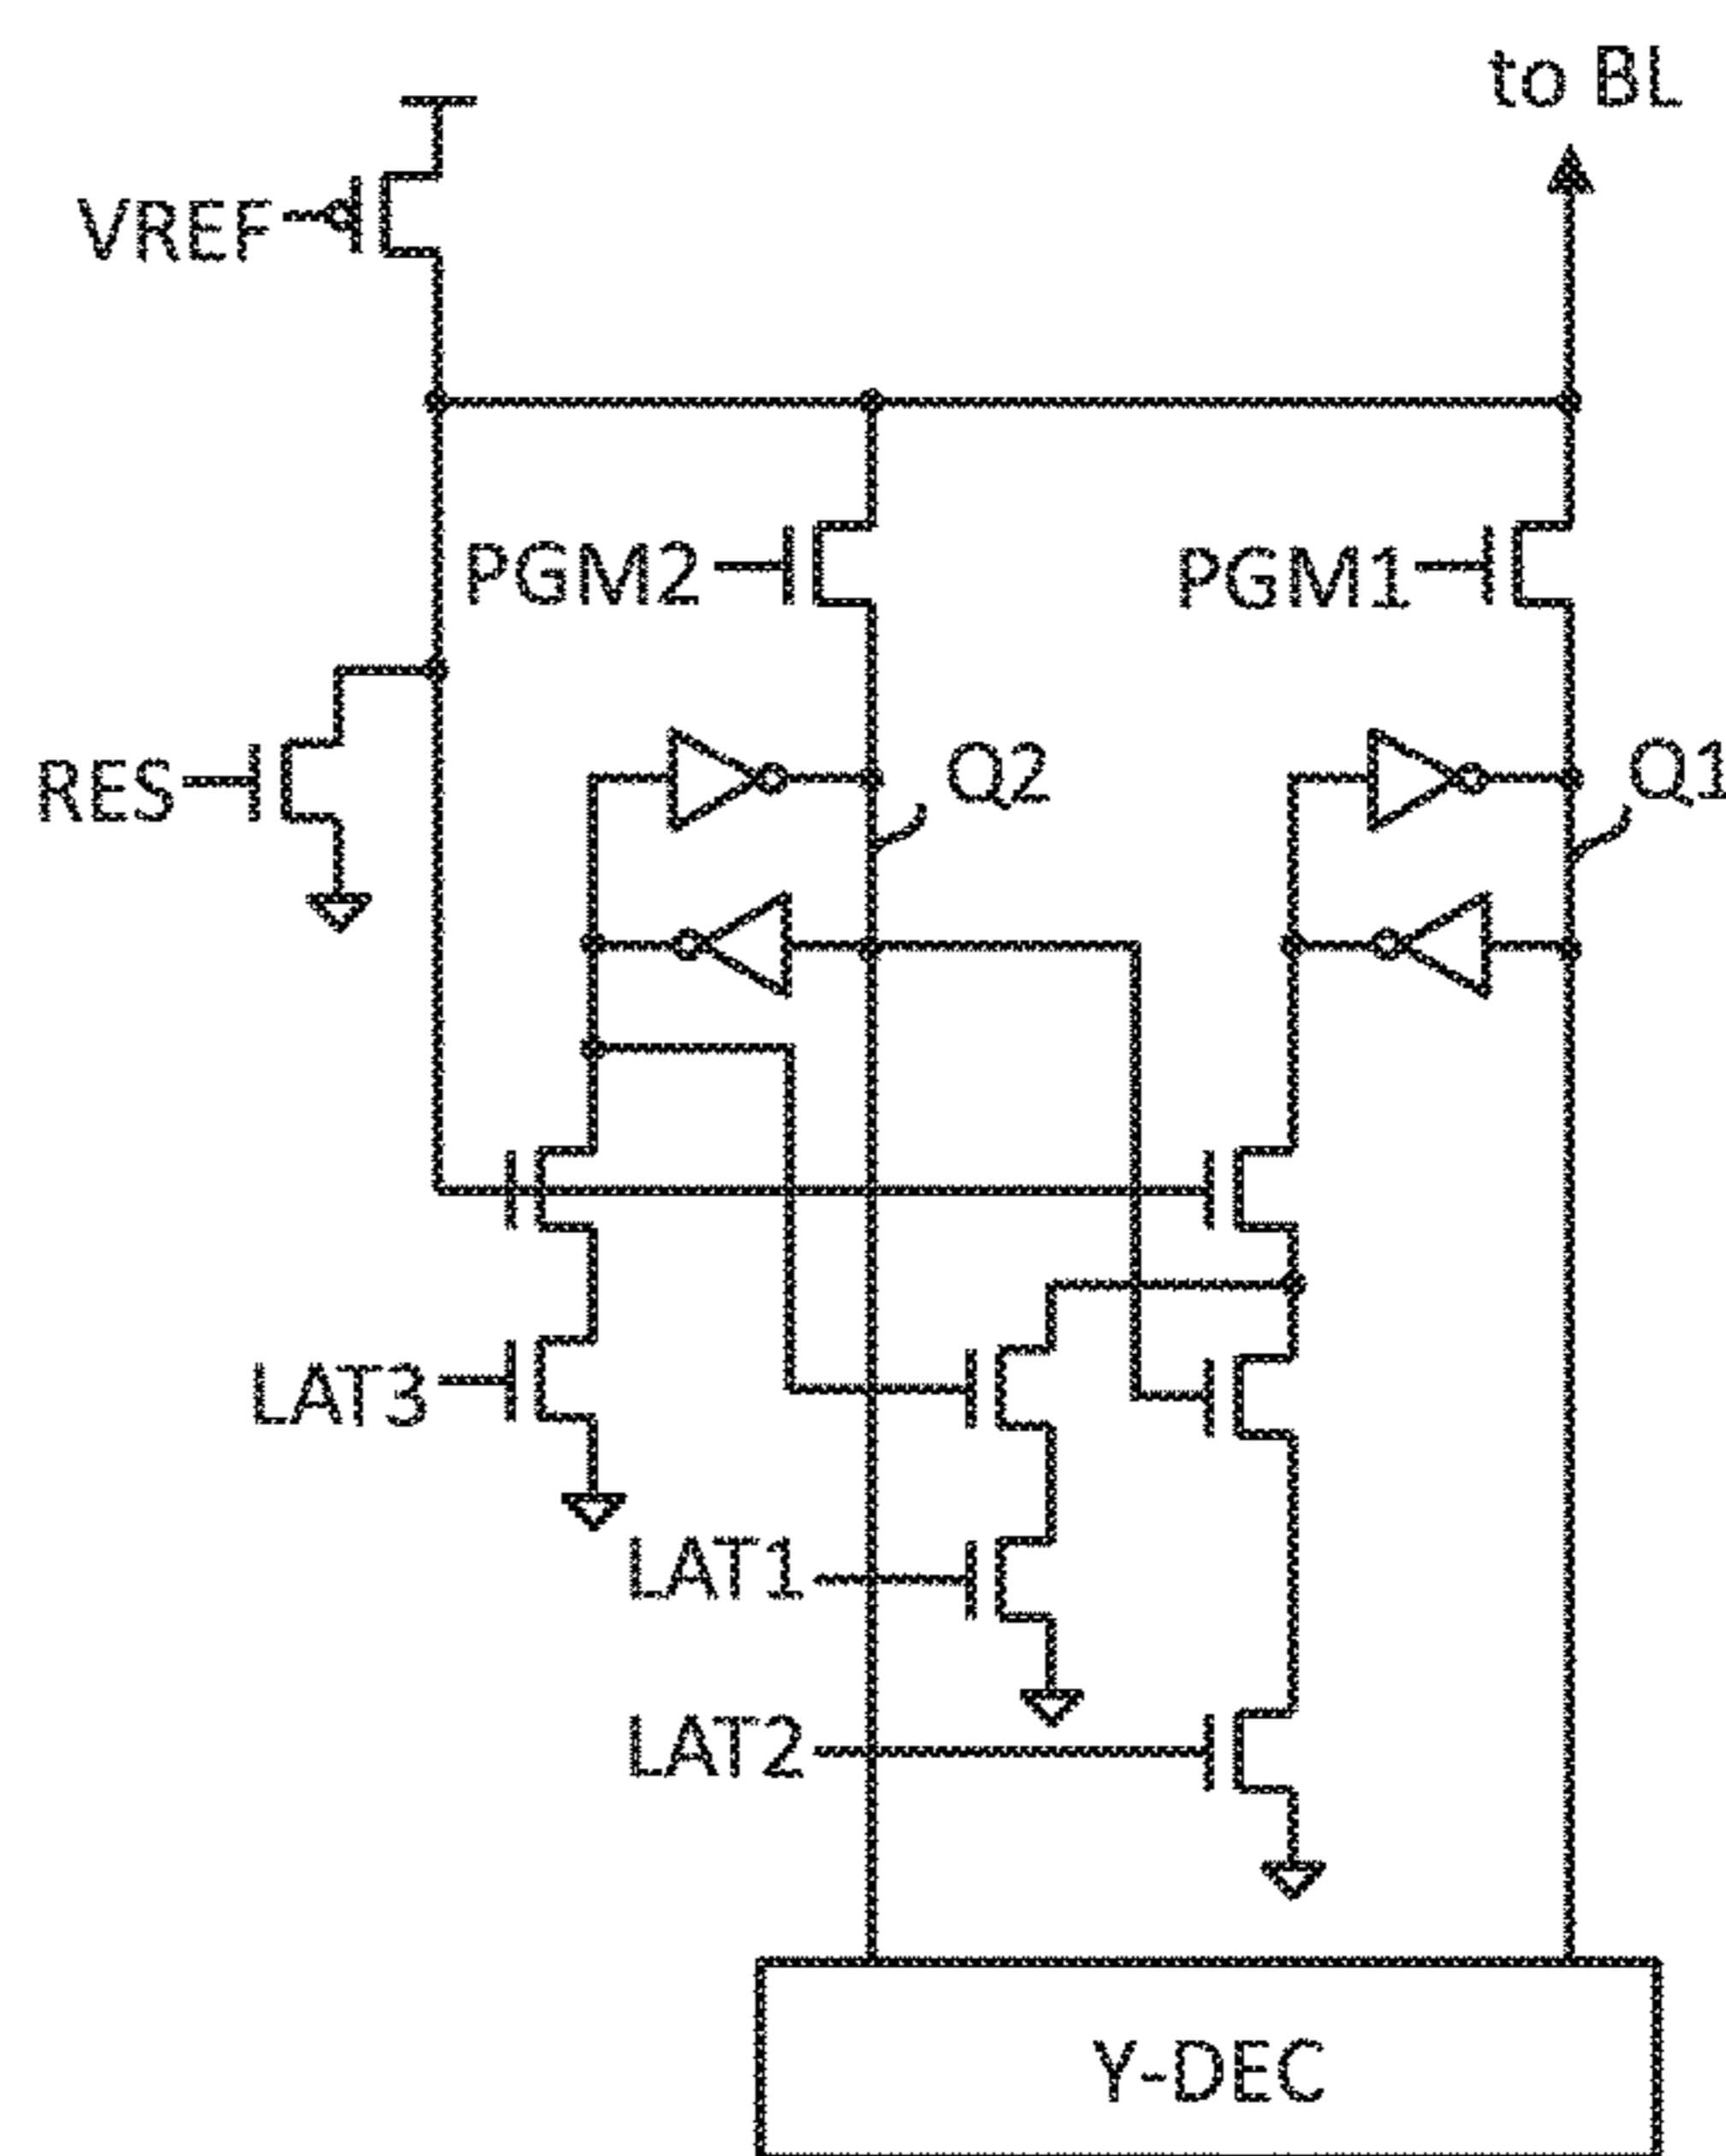 to BL
VREF
PGM2
PGM1
RES
Q2
Q1
LAT3
LAT1
LAT2
Y-DEC